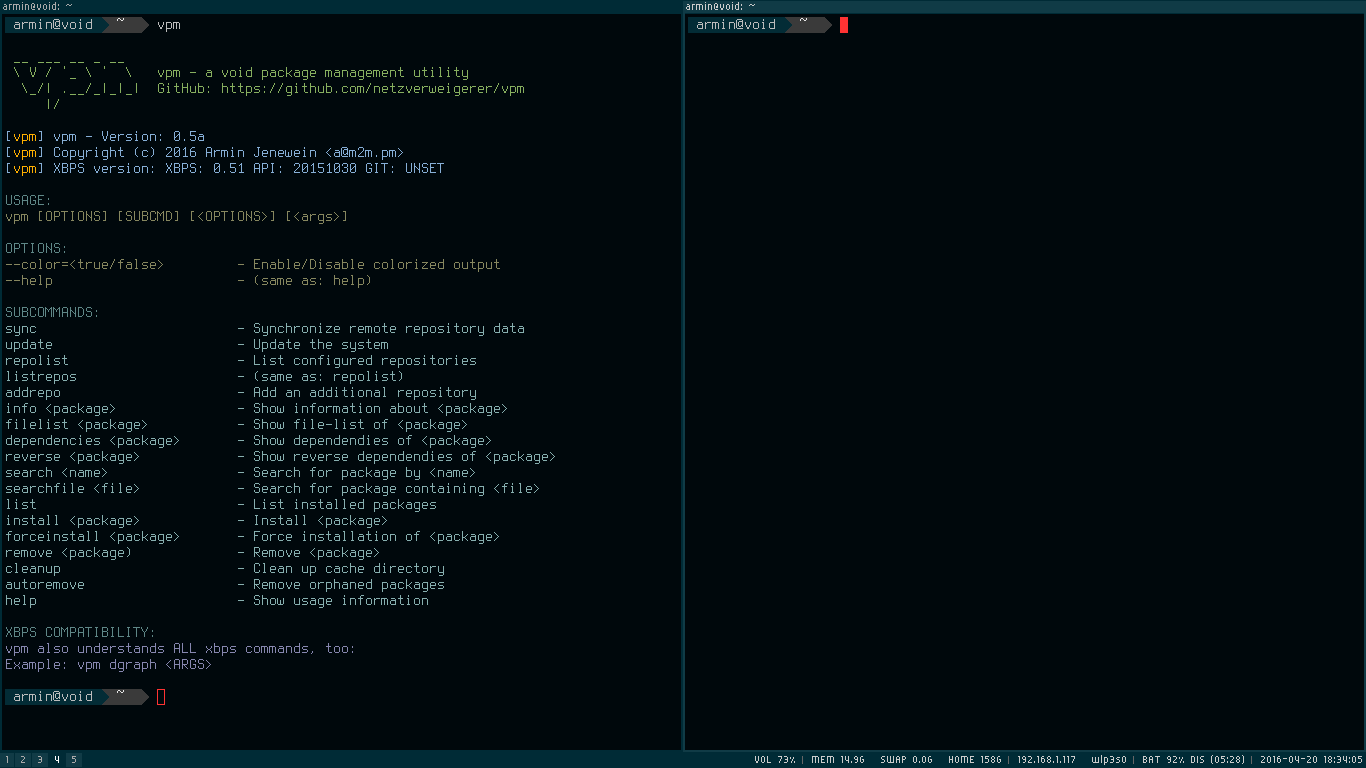 armin@void: ~
armin@void ~ vpm
__ ___ __ _ __
\ V / '_ \ ' \ vpm - a void package management utility
\_/| .__/_|_|_| GitHub: https://github.com/netzverweigerer/vpm
|/
[vpm] vpm - Version: 0.5a
[vpm] Copyright (c) 2016 Armin Jenewein <a@m2m.pm>
[vpm] XBPS version: XBPS: 0.51 API: 20151030 GIT: UNSET
USAGE:
vpm [OPTIONS] [SUBCMD] [<OPTIONS>] [<args>]
OPTIONS:
--color=<true/false> - Enable/Disable colorized output
--help - (same as: help)
SUBCOMMANDS:
sync - Synchronize remote repository data
update - Update the system
repolist - List configured repositories
listrepos - (same as: repolist)
addrepo - Add an additional repository
info <package> - Show information about <package>
filelist <package> - Show file-list of <package>
dependencies <package> - Show dependendies of <package>
reverse <package> - Show reverse dependendies of <package>
search <name> - Search for package by <name>
searchfile <file> - Search for package containing <file>
list - List installed packages
install <package> - Install <package>
forceinstall <package> - Force installation of <package>
remove <package) - Remove <package>
cleanup - Clean up cache directory
autoremove - Remove orphaned packages
help - Show usage information
XBPS COMPATIBILITY:
vpm also understands ALL xbps commands, too:
Example: vpm dgraph <ARGS>
armin@void ~
armin@void: ~
armin@void ~
1 2 3 4 5 VOL 73% | MEM 14.96 SWAP 0.06 HOME 158G | 192.168.1.117 wlp3s0 | BAT 92% DIS (05:28) | 2016-04-20 18:34:05